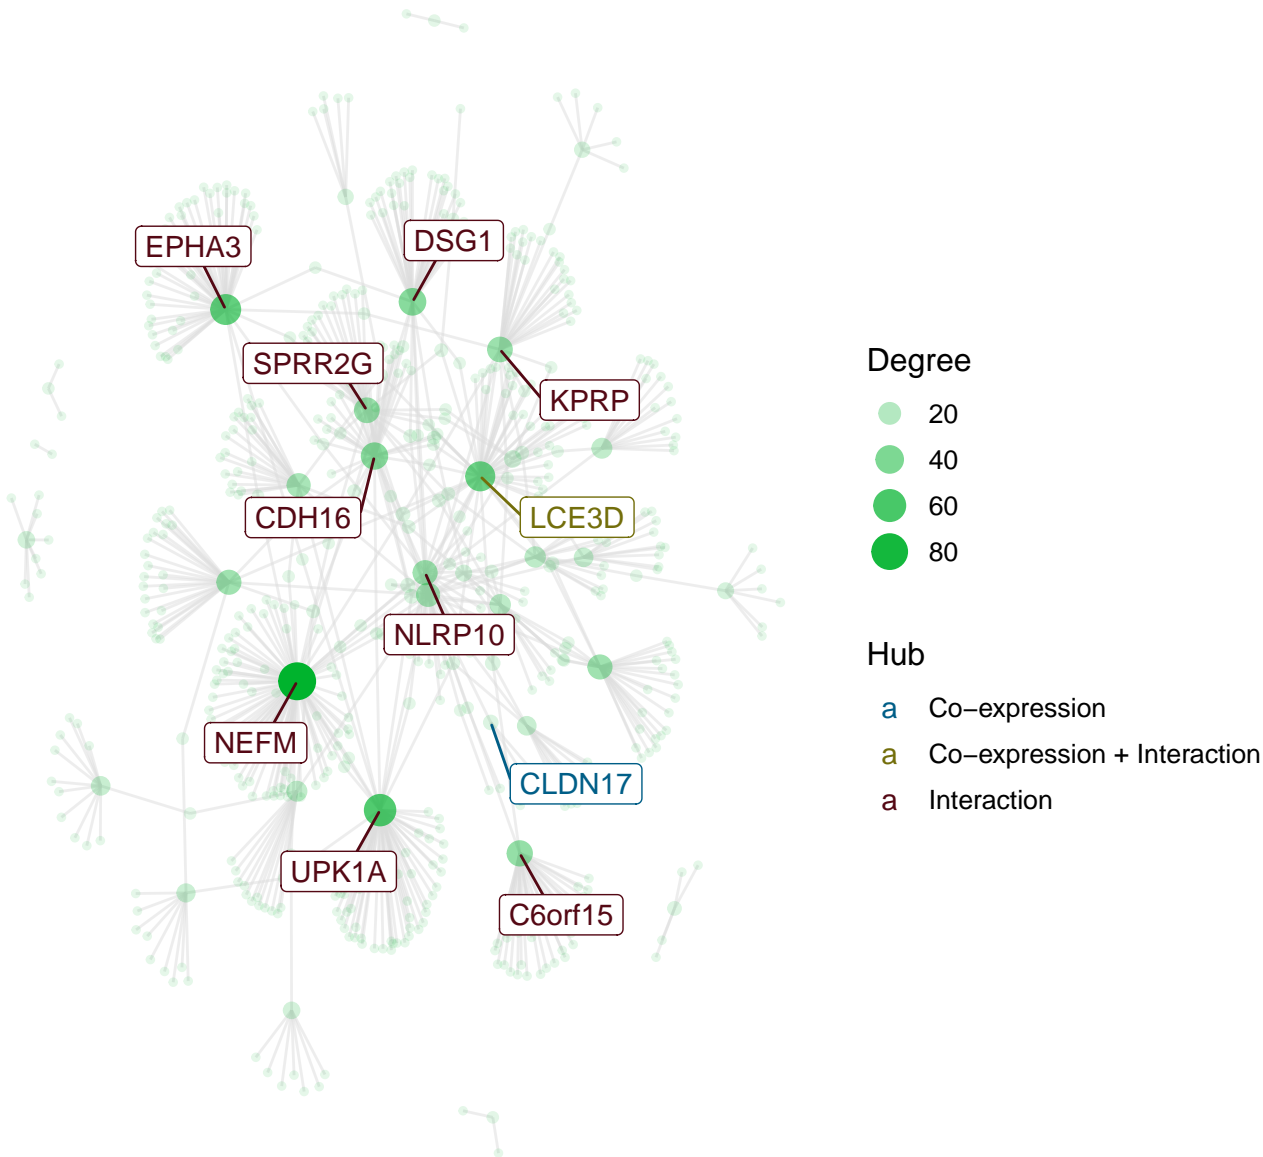 EPHA3
DSG1
SPRR2G
KPRP
CDH16
LCE3D
NLRP10
NEFM
CLDN17
UPK1A
C6orf15
Degree
20
40
60
80
Hub
a Co−expression
a Co−expression + Interaction
a Interaction